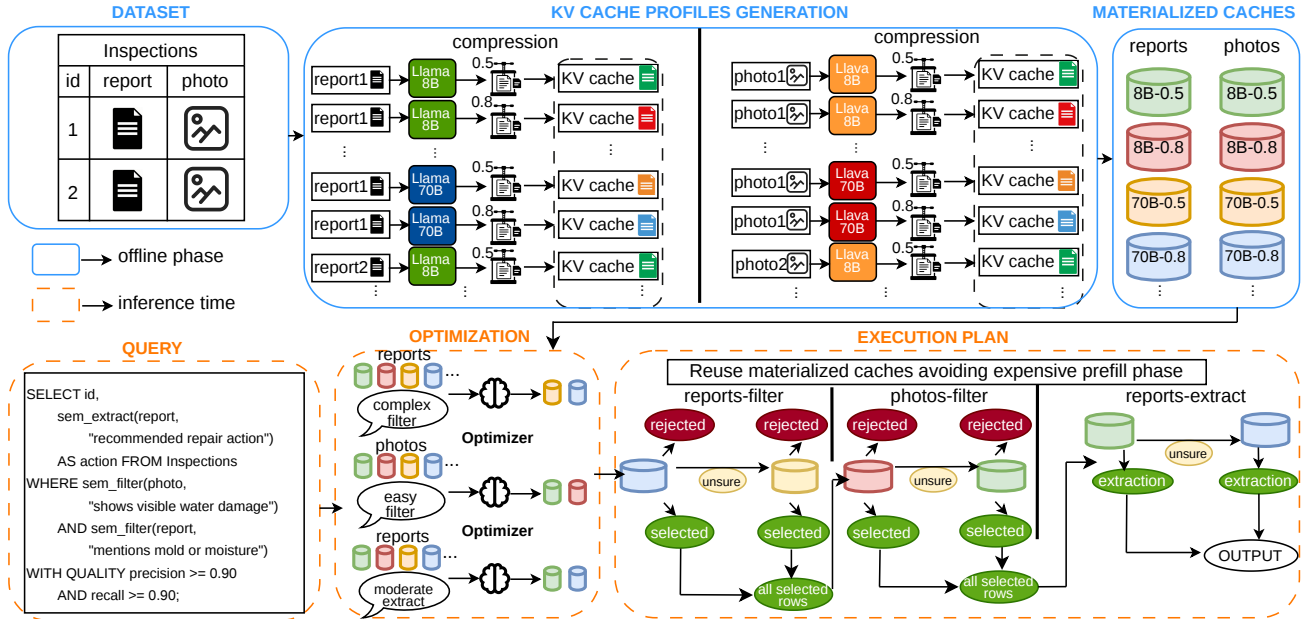 DATASET
Inspections
id report photo
1
2
offline phase
inference time
KV CACHE PROFILES GENERATION
compression
report1 Llama 8B 0.5 KV cache
report1 Llama 8B 0.8 KV cache
⋮ ⋮ ⋮
report1 Llama 70B 0.5 KV cache
report1 Llama 70B 0.8 KV cache
report2 Llama 8B 0.5 KV cache
⋮ ⋮ ⋮
compression
photo1 Llava 8B 0.5 KV cache
photo1 Llava 8B 0.8 KV cache
⋮ ⋮ ⋮
photo1 Llava 70B 0.5 KV cache
photo1 Llava 70B 0.8 KV cache
photo2 Llava 8B 0.5 KV cache
⋮ ⋮ ⋮
MATERIALIZED CACHES
reports photos
8B-0.5 8B-0.5
8B-0.8 8B-0.8
70B-0.5 70B-0.5
70B-0.8 70B-0.8
⋮ ⋮
QUERY
SELECT id,
sem_extract(report,
"recommended repair action")
AS action FROM Inspections
WHERE sem_filter(photo,
"shows visible water damage")
AND sem_filter(report,
"mentions mold or moisture")
WITH QUALITY precision >= 0.90
AND recall >= 0.90;
OPTIMIZATION
reports
...
complex
filter
Optimizer
photos
...
easy
filter
Optimizer
reports
...
moderate
extract
EXECUTION PLAN
Reuse materialized caches avoiding expensive prefill phase
reports-filter photos-filter reports-extract
rejected rejected rejected rejected
unsure unsure unsure
selected selected selected selected
extraction extraction
all selected
rows
all selected
rows
OUTPUT